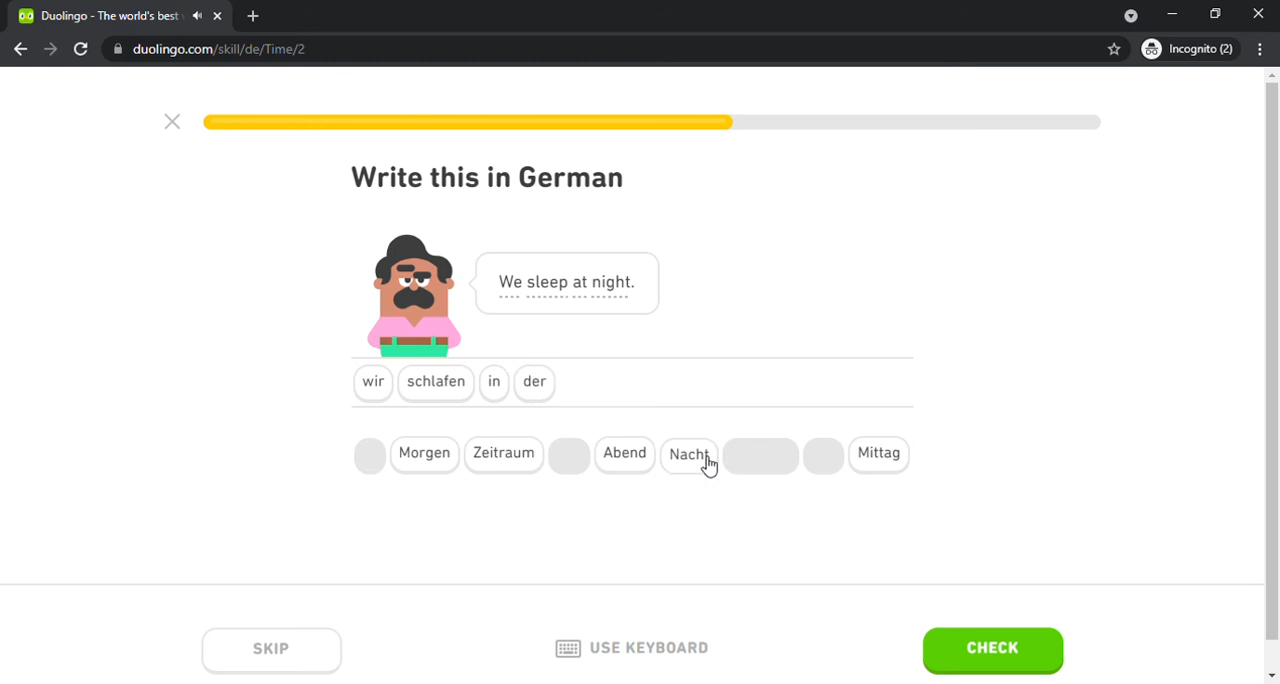 Duolingo - The world's best
duolingo.com/skill/de/Time/2
Incognito (2)
Write this in German
We sleep at night.
wir schlafen in der
Morgen Zeitraum Abend Nacht Mittag
SKIP USE KEYBOARD CHECK